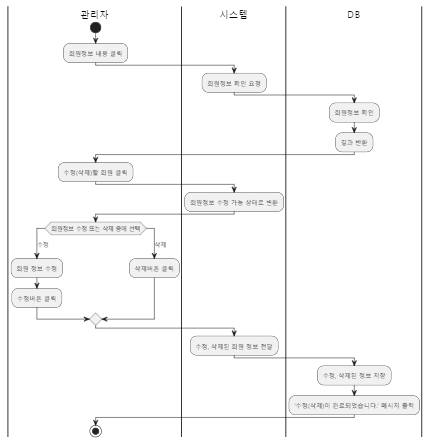 관리자
시스템
DB
회원정보 내용 클릭
회원정보 확인 요청
회원정보 확인
결과 반환
수정(삭제)할 회원 클릭
회원정보 수정 가능 상태로 변환
회원정보 수정 또는 삭제 중에 선택
수정
삭제
회원 정보 수정
삭제버튼 클릭
수정버튼 클릭
수정, 삭제된 회원 정보 전달
수정, 삭제된 정보 저장
'수정(삭제)이 완료되었습니다.' 메시지 출력